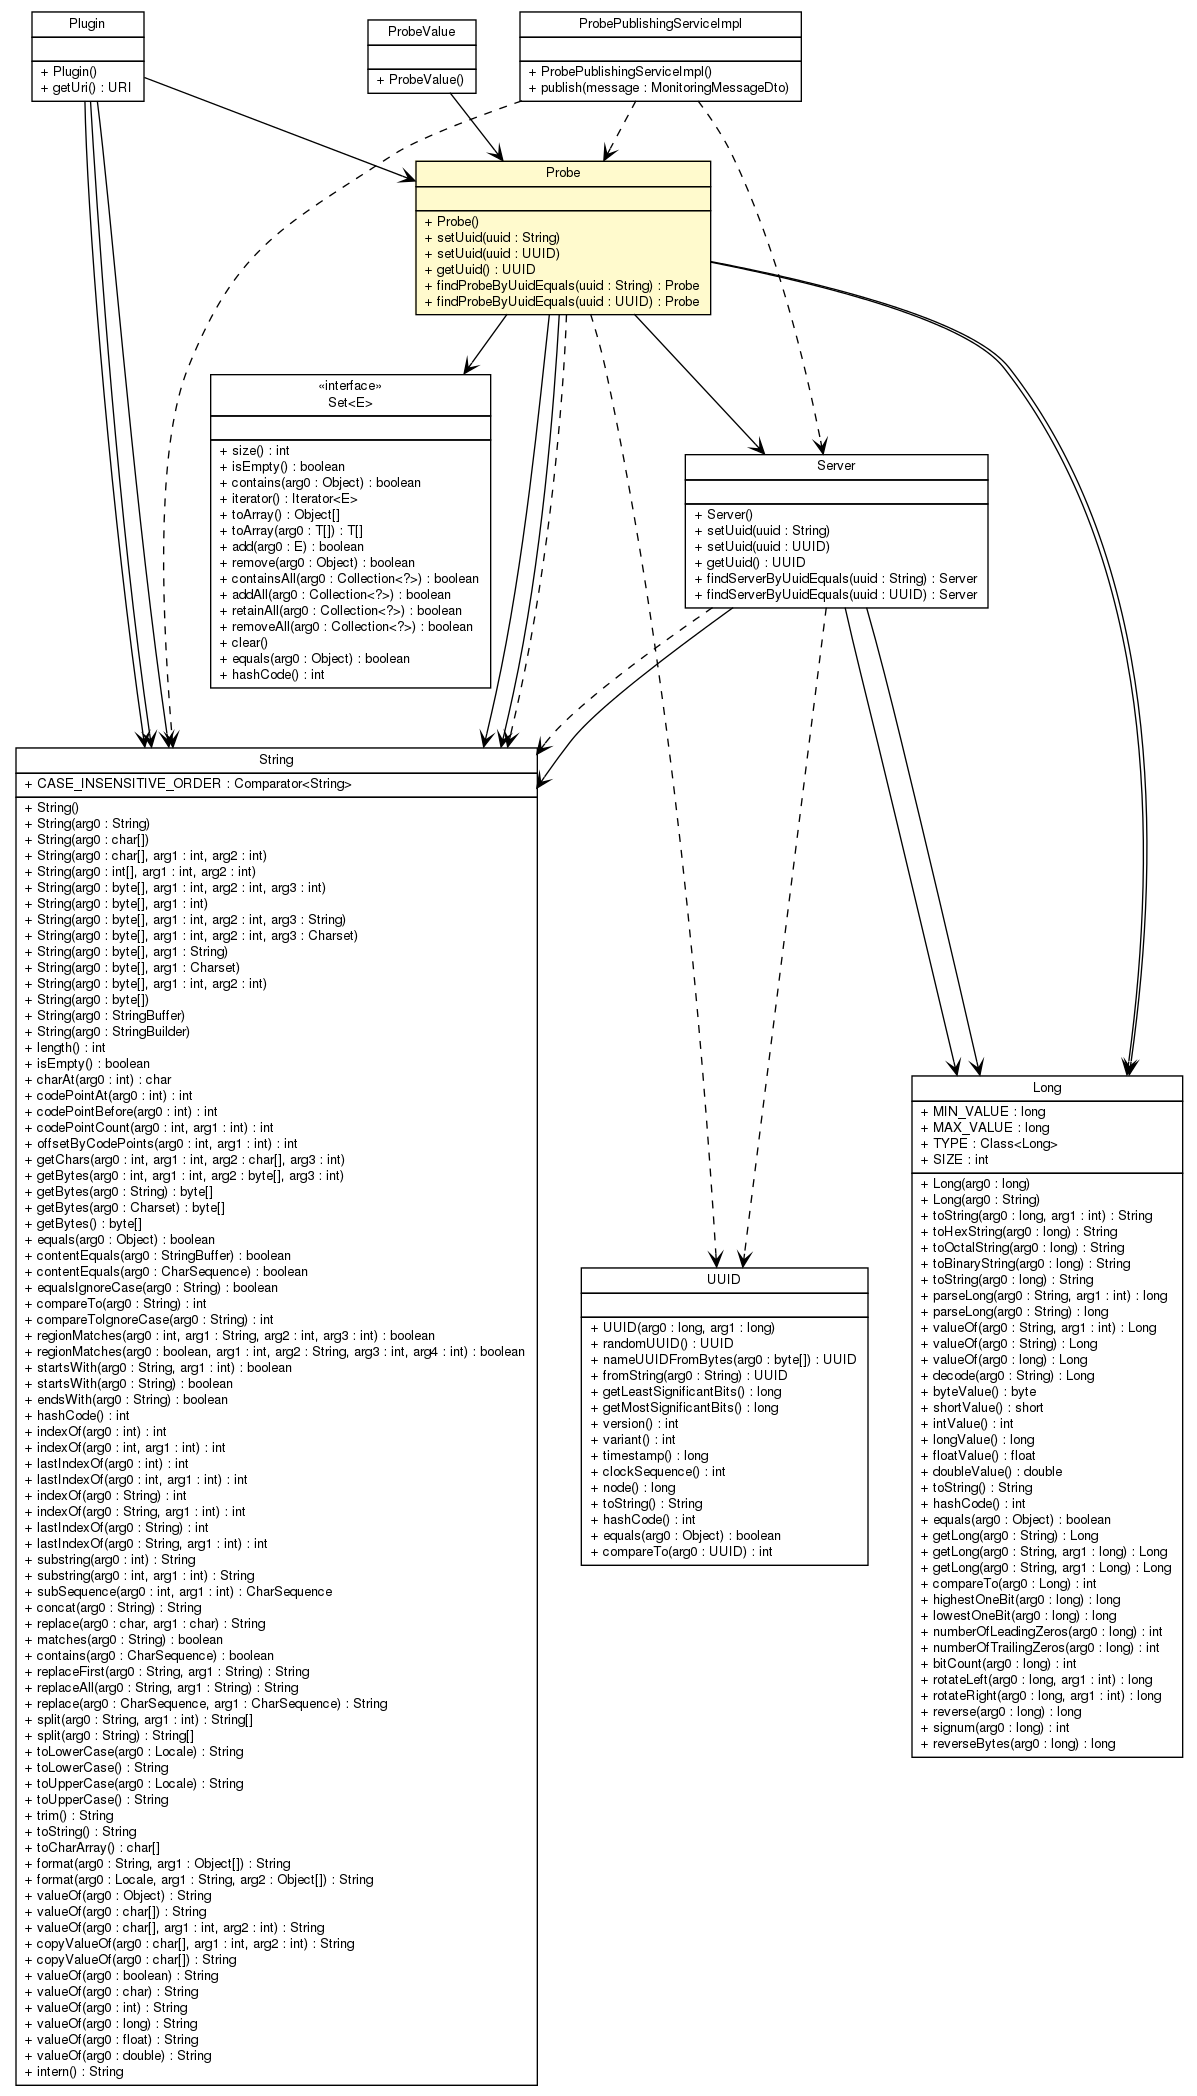 Plugin
+ Plugin()
+ getUri() : URI
ProbeValue
+ ProbeValue()
ProbePublishingServiceImpl
+ ProbePublishingServiceImpl()
+ publish(message : MonitoringMessageDto)
Probe
+ Probe()
+ setUuid(uuid : String)
+ setUuid(uuid : UUID)
+ getUuid() : UUID
+ findProbeByUuidEquals(uuid : String) : Probe
+ findProbeByUuidEquals(uuid : UUID) : Probe
«interface»
Set<E>
+ size() : int
+ isEmpty() : boolean
+ contains(arg0 : Object) : boolean
+ iterator() : Iterator<E>
+ toArray() : Object[]
+ toArray(arg0 : T[]) : T[]
+ add(arg0 : E) : boolean
+ remove(arg0 : Object) : boolean
+ containsAll(arg0 : Collection<?>) : boolean
+ addAll(arg0 : Collection<?>) : boolean
+ retainAll(arg0 : Collection<?>) : boolean
+ removeAll(arg0 : Collection<?>) : boolean
+ clear()
+ equals(arg0 : Object) : boolean
+ hashCode() : int
Server
+ Server()
+ setUuid(uuid : String)
+ setUuid(uuid : UUID)
+ getUuid() : UUID
+ findServerByUuidEquals(uuid : String) : Server
+ findServerByUuidEquals(uuid : UUID) : Server
String
+ CASE_INSENSITIVE_ORDER : Comparator<String>
+ String()
+ String(arg0 : String)
+ String(arg0 : char[])
+ String(arg0 : char[], arg1 : int, arg2 : int)
+ String(arg0 : int[], arg1 : int, arg2 : int)
+ String(arg0 : byte[], arg1 : int, arg2 : int, arg3 : int)
+ String(arg0 : byte[], arg1 : int)
+ String(arg0 : byte[], arg1 : int, arg2 : int, arg3 : String)
+ String(arg0 : byte[], arg1 : int, arg2 : int, arg3 : Charset)
+ String(arg0 : byte[], arg1 : String)
+ String(arg0 : byte[], arg1 : Charset)
+ String(arg0 : byte[], arg1 : int, arg2 : int)
+ String(arg0 : byte[])
+ String(arg0 : StringBuffer)
+ String(arg0 : StringBuilder)
+ length() : int
+ isEmpty() : boolean
+ charAt(arg0 : int) : char
+ codePointAt(arg0 : int) : int
+ codePointBefore(arg0 : int) : int
+ codePointCount(arg0 : int, arg1 : int) : int
+ offsetByCodePoints(arg0 : int, arg1 : int) : int
+ getChars(arg0 : int, arg1 : int, arg2 : char[], arg3 : int)
+ getBytes(arg0 : int, arg1 : int, arg2 : byte[], arg3 : int)
+ getBytes(arg0 : String) : byte[]
+ getBytes(arg0 : Charset) : byte[]
+ getBytes() : byte[]
+ equals(arg0 : Object) : boolean
+ contentEquals(arg0 : StringBuffer) : boolean
+ contentEquals(arg0 : CharSequence) : boolean
+ equalsIgnoreCase(arg0 : String) : boolean
+ compareTo(arg0 : String) : int
+ compareToIgnoreCase(arg0 : String) : int
+ regionMatches(arg0 : int, arg1 : String, arg2 : int, arg3 : int) : boolean
+ regionMatches(arg0 : boolean, arg1 : int, arg2 : String, arg3 : int, arg4 : int) : boolean
+ startsWith(arg0 : String, arg1 : int) : boolean
+ startsWith(arg0 : String) : boolean
+ endsWith(arg0 : String) : boolean
+ hashCode() : int
+ indexOf(arg0 : int) : int
+ indexOf(arg0 : int, arg1 : int) : int
+ lastIndexOf(arg0 : int) : int
+ lastIndexOf(arg0 : int, arg1 : int) : int
+ indexOf(arg0 : String) : int
+ indexOf(arg0 : String, arg1 : int) : int
+ lastIndexOf(arg0 : String) : int
+ lastIndexOf(arg0 : String, arg1 : int) : int
+ substring(arg0 : int) : String
+ substring(arg0 : int, arg1 : int) : String
+ subSequence(arg0 : int, arg1 : int) : CharSequence
+ concat(arg0 : String) : String
+ replace(arg0 : char, arg1 : char) : String
+ matches(arg0 : String) : boolean
+ contains(arg0 : CharSequence) : boolean
+ replaceFirst(arg0 : String, arg1 : String) : String
+ replaceAll(arg0 : String, arg1 : String) : String
+ replace(arg0 : CharSequence, arg1 : CharSequence) : String
+ split(arg0 : String, arg1 : int) : String[]
+ split(arg0 : String) : String[]
+ toLowerCase(arg0 : Locale) : String
+ toLowerCase() : String
+ toUpperCase(arg0 : Locale) : String
+ toUpperCase() : String
+ trim() : String
+ toString() : String
+ toCharArray() : char[]
+ format(arg0 : String, arg1 : Object[]) : String
+ format(arg0 : Locale, arg1 : String, arg2 : Object[]) : String
+ valueOf(arg0 : Object) : String
+ valueOf(arg0 : char[]) : String
+ valueOf(arg0 : char[], arg1 : int, arg2 : int) : String
+ copyValueOf(arg0 : char[], arg1 : int, arg2 : int) : String
+ copyValueOf(arg0 : char[]) : String
+ valueOf(arg0 : boolean) : String
+ valueOf(arg0 : char) : String
+ valueOf(arg0 : int) : String
+ valueOf(arg0 : long) : String
+ valueOf(arg0 : float) : String
+ valueOf(arg0 : double) : String
+ intern() : String
UUID
+ UUID(arg0 : long, arg1 : long)
+ randomUUID() : UUID
+ nameUUIDFromBytes(arg0 : byte[]) : UUID
+ fromString(arg0 : String) : UUID
+ getLeastSignificantBits() : long
+ getMostSignificantBits() : long
+ version() : int
+ variant() : int
+ timestamp() : long
+ clockSequence() : int
+ node() : long
+ toString() : String
+ hashCode() : int
+ equals(arg0 : Object) : boolean
+ compareTo(arg0 : UUID) : int
Long
+ MIN_VALUE : long
+ MAX_VALUE : long
+ TYPE : Class<Long>
+ SIZE : int
+ Long(arg0 : long)
+ Long(arg0 : String)
+ toString(arg0 : long, arg1 : int) : String
+ toHexString(arg0 : long) : String
+ toOctalString(arg0 : long) : String
+ toBinaryString(arg0 : long) : String
+ toString(arg0 : long) : String
+ parseLong(arg0 : String, arg1 : int) : long
+ parseLong(arg0 : String) : long
+ valueOf(arg0 : String, arg1 : int) : Long
+ valueOf(arg0 : String) : Long
+ valueOf(arg0 : long) : Long
+ decode(arg0 : String) : Long
+ byteValue() : byte
+ shortValue() : short
+ intValue() : int
+ longValue() : long
+ floatValue() : float
+ doubleValue() : double
+ toString() : String
+ hashCode() : int
+ equals(arg0 : Object) : boolean
+ getLong(arg0 : String) : Long
+ getLong(arg0 : String, arg1 : long) : Long
+ getLong(arg0 : String, arg1 : Long) : Long
+ compareTo(arg0 : Long) : int
+ highestOneBit(arg0 : long) : long
+ lowestOneBit(arg0 : long) : long
+ numberOfLeadingZeros(arg0 : long) : int
+ numberOfTrailingZeros(arg0 : long) : int
+ bitCount(arg0 : long) : int
+ rotateLeft(arg0 : long, arg1 : int) : long
+ rotateRight(arg0 : long, arg1 : int) : long
+ reverse(arg0 : long) : long
+ signum(arg0 : long) : int
+ reverseBytes(arg0 : long) : long